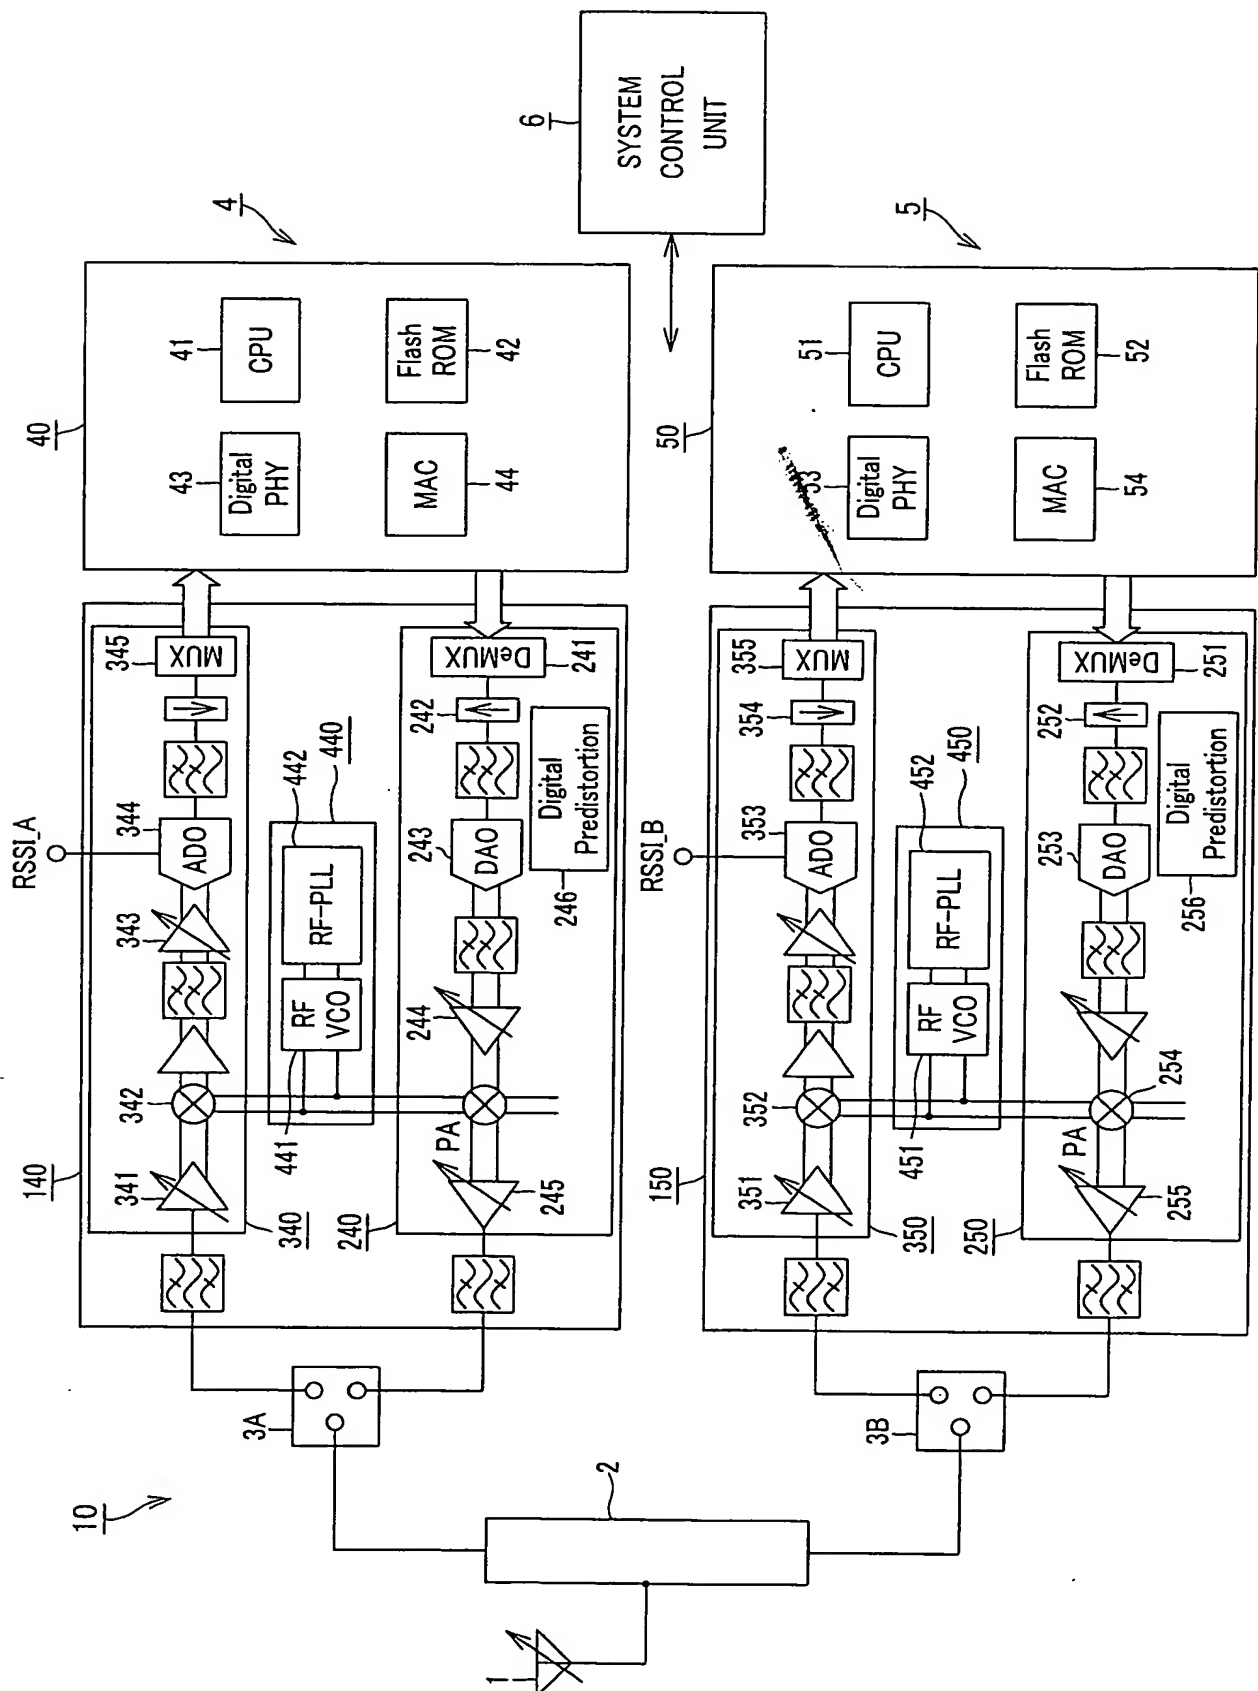 10
1
2
3A
3B
140
RSSI_A
40
4
341
342
343
344
345
ADO
MUX
43
41
Digital
PHY
CPU
340
441
442
440
RF
VCO
RF-PLL
240
PA
244
243
242
MAC
Flash
ROM
44
42
DAO
DeMUX
245
241
246
Digital
Predistortion
6
SYSTEM
CONTROL
UNIT
150
RSSI_B
50
5
351
352
353
354
355
ADO
MUX
53
51
Digital
PHY
CPU
350
451
452
450
RF
VCO
RF-PLL
250
PA
253
252
MAC
Flash
ROM
54
52
DAO
DeMUX
255
254
251
256
Digital
Predistortion